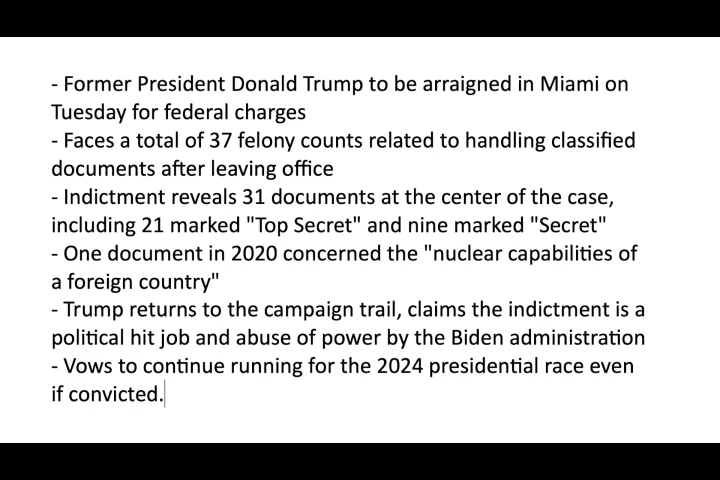 - Former President Donald Trump to be arraigned in Miami on
Tuesday for federal charges
- Faces a total of 37 felony counts related to handling classified
documents after leaving office
- Indictment reveals 31 documents at the center of the case,
including 21 marked "Top Secret" and nine marked "Secret"
- One document in 2020 concerned the "nuclear capabilities of
a foreign country"
- Trump returns to the campaign trail, claims the indictment is a
political hit job and abuse of power by the Biden administration
- Vows to continue running for the 2024 presidential race even
if convicted.